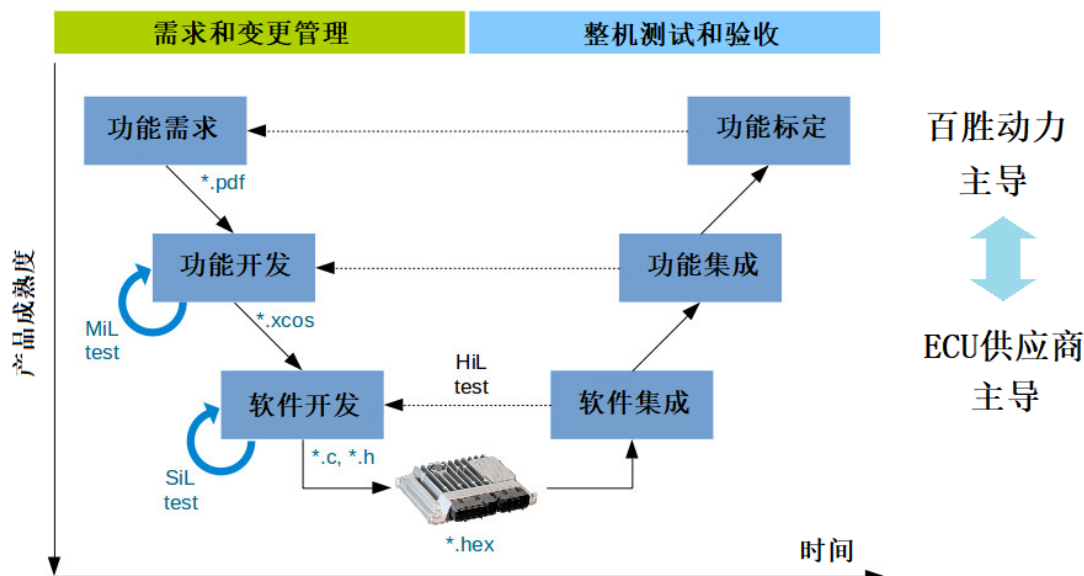 需求和变更管理
整机测试和验收
功能需求
功能标定
百胜动力
主导
*.pdf
产品成熟度
功能开发
功能集成
MiL
test
*.xcos
ECU供应商
主导
HiL
test
软件开发
软件集成
SiL
test
*.c, *.h
*.hex
时间